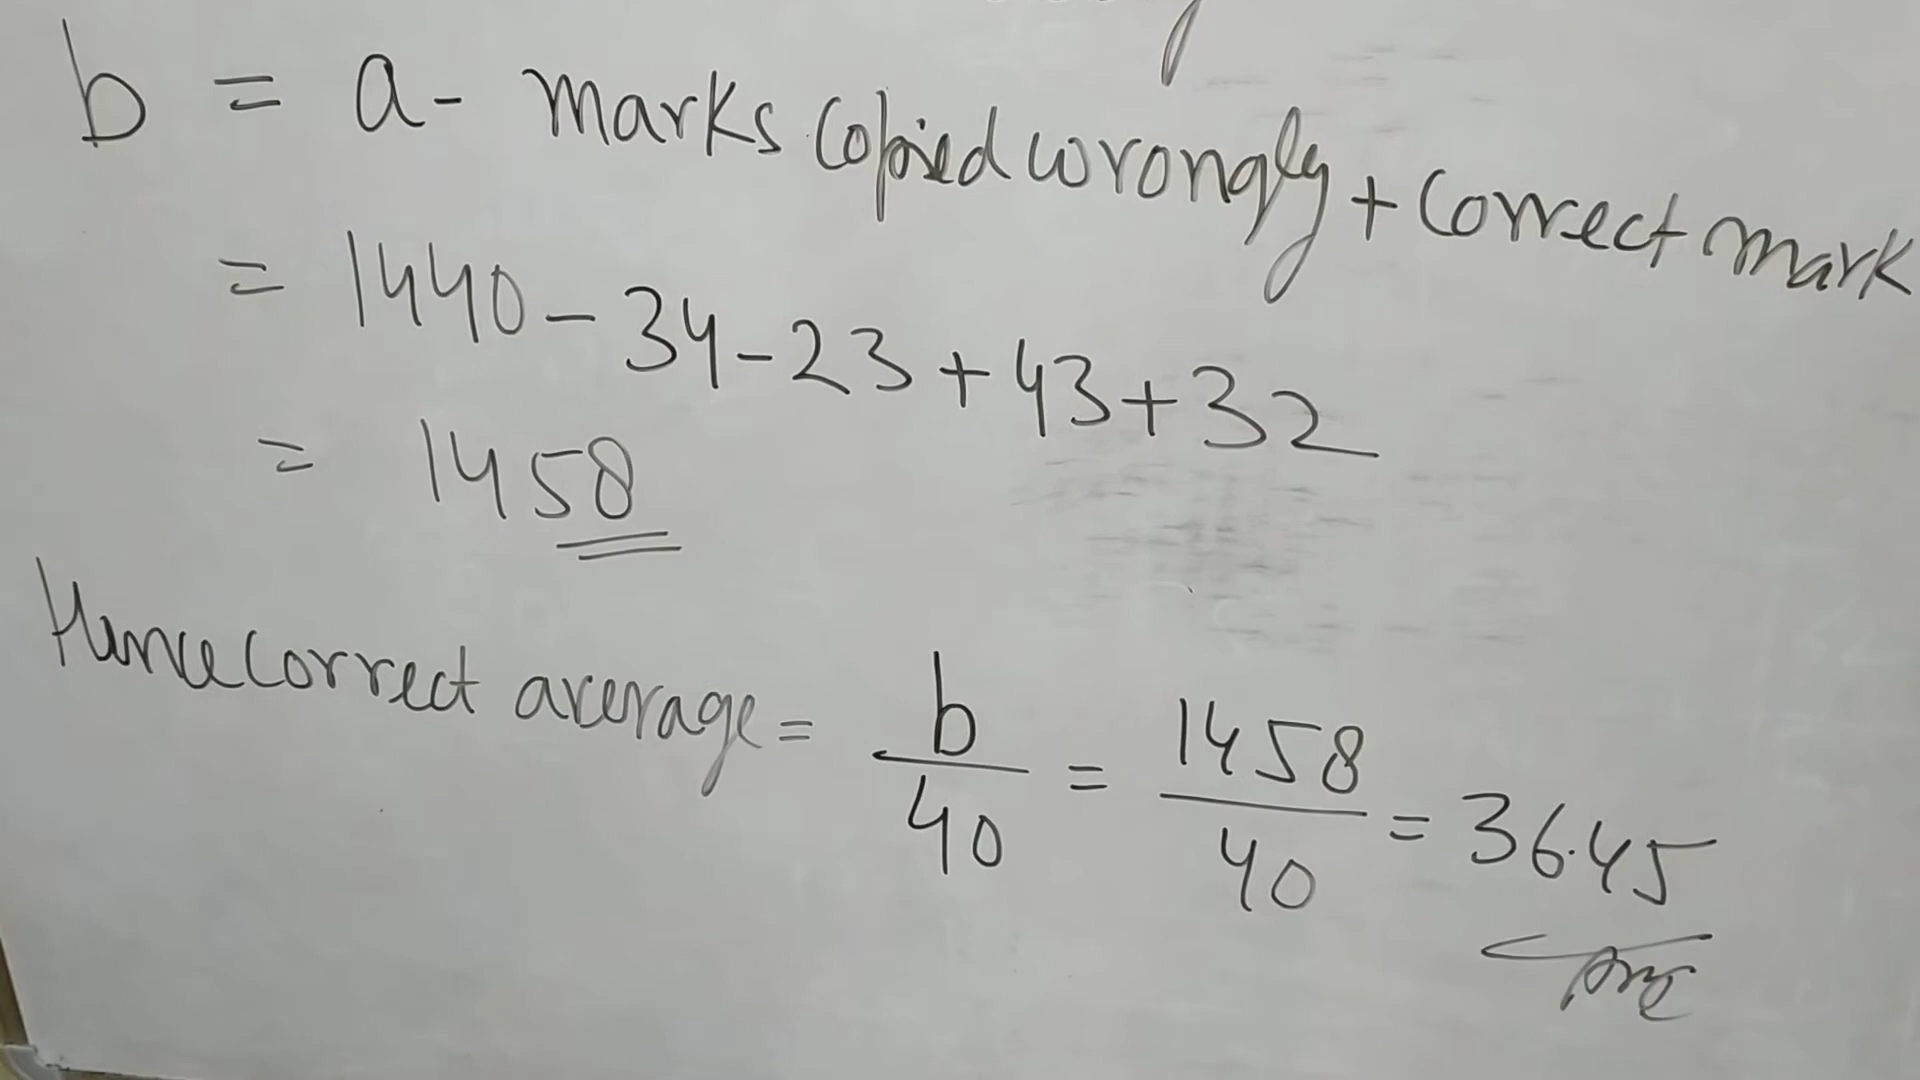 b = a - marks copied wrongly + correct mark
= 1440 - 34 - 23 + 43 + 32
= 1458
Hence correct average = b/40 = 1458/40 = 36.45
Ans